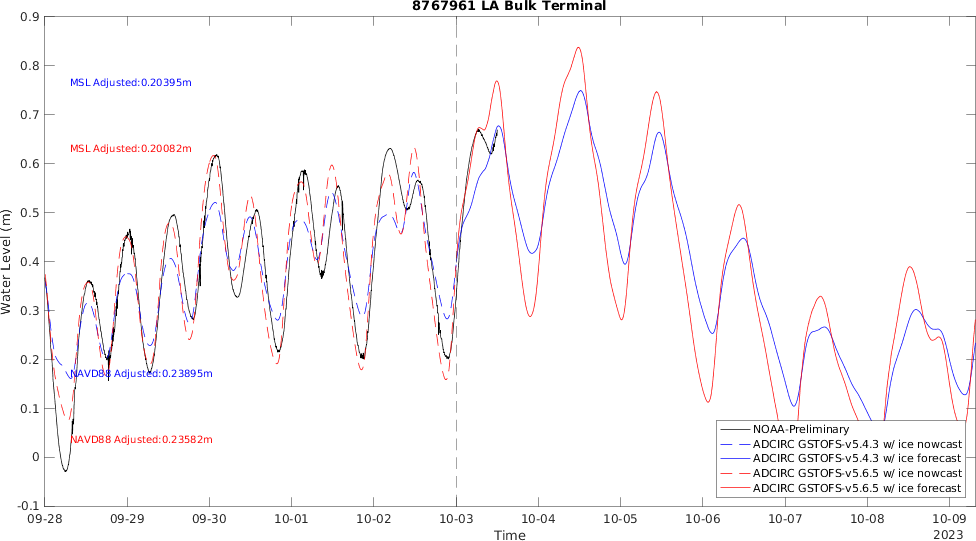 8767961 LA Bulk Terminal
0.9
0.8
0.7
0.6
0.5
0.4
0.3
0.2
0.1
0
-0.1
Water Level (m)
MSL Adjusted:0.20395m
MSL Adjusted:0.20082m
NAVD88 Adjusted:0.23895m
NAVD88 Adjusted:0.23582m
NOAA-Preliminary
ADCIRC GSTOFS-v5.4.3 w/ ice nowcast
ADCIRC GSTOFS-v5.4.3 w/ ice forecast
ADCIRC GSTOFS-v5.6.5 w/ ice nowcast
ADCIRC GSTOFS-v5.6.5 w/ ice forecast
09-28 09-29 09-30 10-01 10-02 10-03 10-04 10-05 10-06 10-07 10-08 10-09
Time
2023